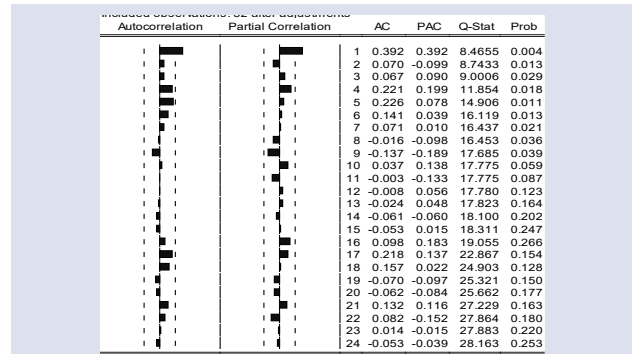 Included observations: 52 after adjustments
Autocorrelation Partial Correlation AC PAC Q-Stat Prob
1 0.392 0.392 8.4655 0.004
2 0.070 -0.099 8.7433 0.013
3 0.067 0.090 9.0006 0.029
4 0.221 0.199 11.854 0.018
5 0.226 0.078 14.906 0.011
6 0.141 0.039 16.119 0.013
7 0.071 0.010 16.437 0.021
8 -0.016 -0.098 16.453 0.036
9 -0.137 -0.189 17.685 0.039
10 0.037 0.138 17.775 0.059
11 -0.003 -0.133 17.775 0.087
12 -0.008 0.056 17.780 0.123
13 -0.024 0.048 17.823 0.164
14 -0.061 -0.060 18.100 0.202
15 -0.053 0.015 18.311 0.247
16 0.098 0.183 19.055 0.266
17 0.218 0.137 22.867 0.154
18 0.157 0.022 24.903 0.128
19 -0.070 -0.097 25.321 0.150
20 -0.062 -0.084 25.662 0.177
21 0.132 0.116 27.229 0.163
22 0.082 -0.152 27.864 0.180
23 0.014 -0.015 27.883 0.220
24 -0.053 -0.039 28.163 0.253